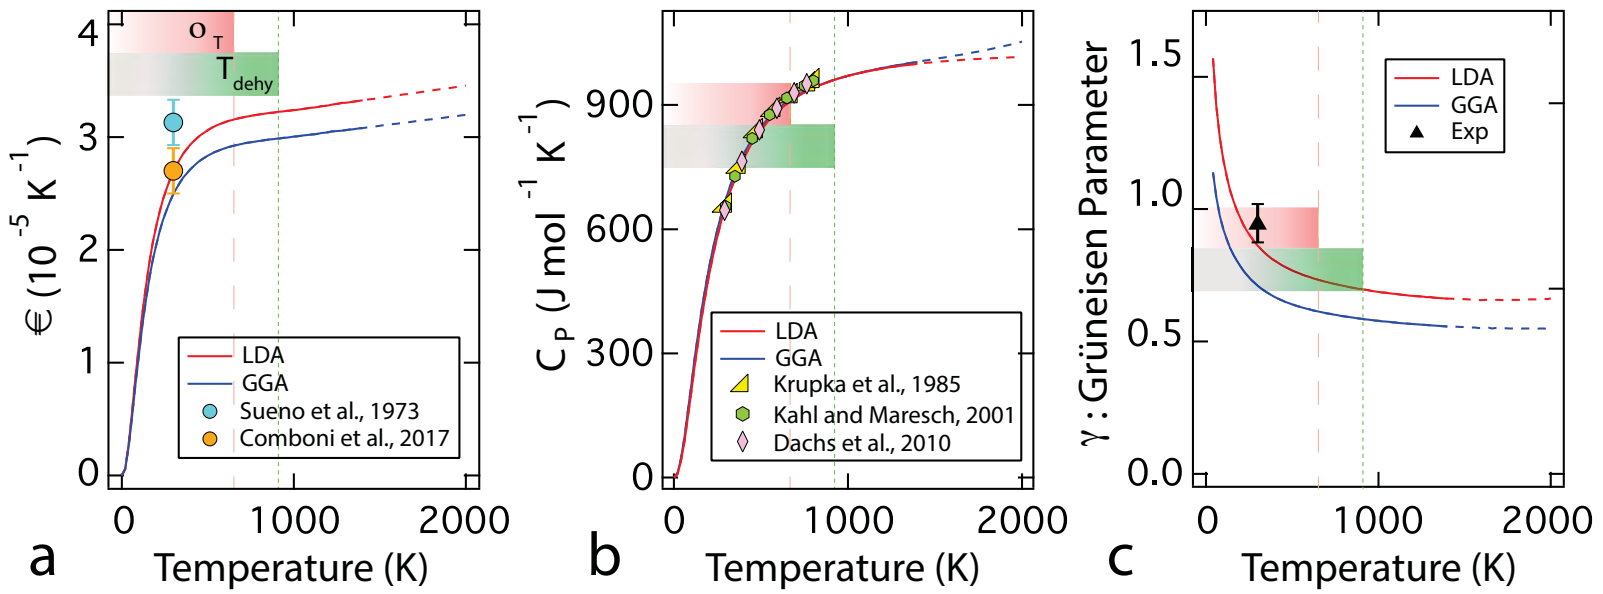 4
3
2
1
0
€ (10⁻⁵ K⁻¹)
ο T
T dehy
LDA
GGA
Sueno et al., 1973
Comboni et al., 2017
0 1000 2000
Temperature (K)
a
900
600
300
0
C P (J mol⁻¹ K⁻¹)
LDA
GGA
Krupka et al., 1985
Kahl and Maresch, 2001
Dachs et al., 2010
0 1000 2000
Temperature (K)
b
1.5
1.0
0.5
0.0
γ : Grüneisen Parameter
LDA
GGA
Exp
0 1000 2000
Temperature (K)
c